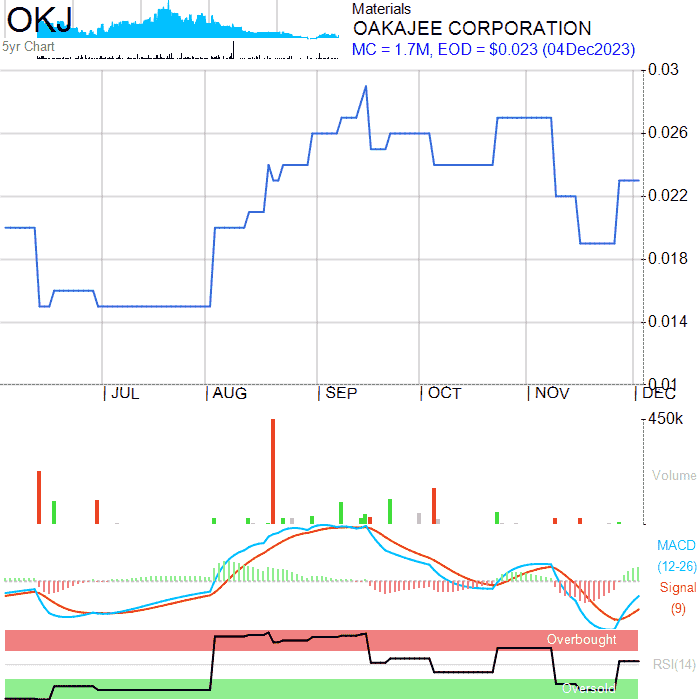 OKJ
5yr Chart
Materials
OAKAJEE CORPORATION
MC = 1.7M, EOD = $0.023 (04Dec2023)
0.03
0.026
0.022
0.018
0.014
0.01
JUL
AUG
SEP
OCT
NOV
DEC
450k
Volume
MACD
(12-26)
Signal
(9)
Overbought
RSI(14)
Oversold